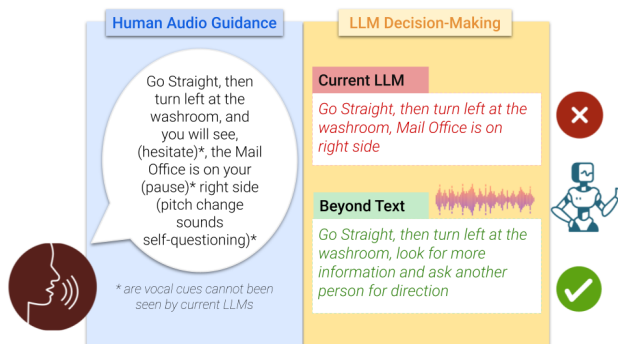 Human Audio Guidance
Go Straight, then
turn left at the
washroom, and
you will see,
(hesitate)*, the Mail
Office is on your
(pause)* right side
(pitch change
sounds
self-questioning)*
* are vocal cues cannot been
seen by current LLMs
LLM Decision-Making
Current LLM
Go Straight, then turn left at the
washroom, Mail Office is on
right side
Beyond Text
Go Straight, then turn left at the
washroom, look for more
information and ask another
person for direction